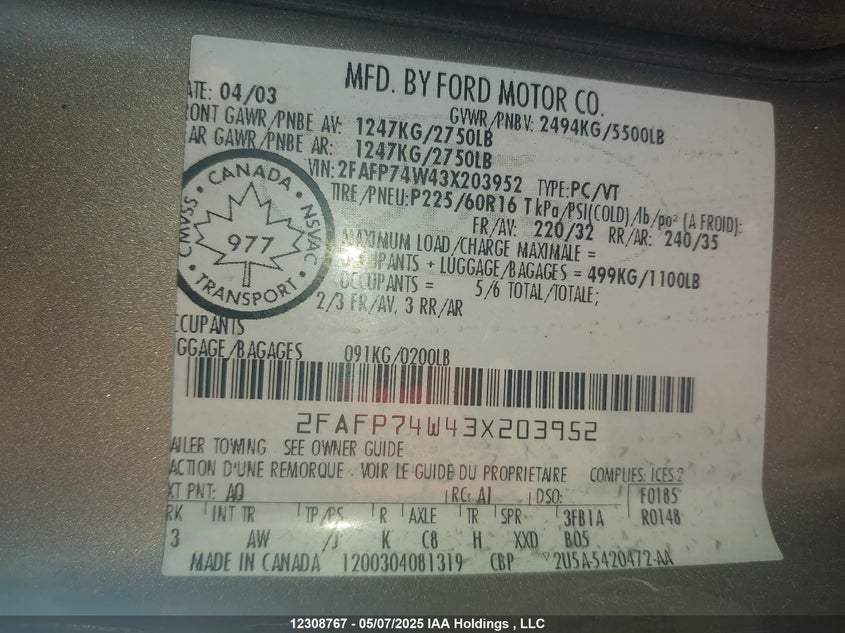 MFD. BY FORD MOTOR CO.
ATE: 04/03
GVWR/PNBV: 2494KG/5500LB
RONT GAWR/PNBE AV: 1247KG/2750LB
AR GAWR/PNBE AR: 1247KG/2750LB
VIN: 2FAFP74W43X203952 TYPE: PC/VT
TIRE/PNEU: P225/60R16 T kPa/PSI(COLD)/lb/po² (A FROID):
FR/AV: 220/32 RR/AR: 240/35
MAXIMUM LOAD/CHARGE MAXIMALE =
OCCUPANTS + LUGGAGE/BAGAGES = 499KG/1100LB
OCCUPANTS = 5/6 TOTAL/TOTALE;
2/3 FR/AV, 3 RR/AR
CANADA
CMVSS • NSVAC
977
TRANSPORT
CCUPANTS
GGAGE/BAGAGES 091KG/0200LB
2FAFP74W43X203952
AILER TOWING SEE OWNER GUIDE
ACTION D'UNE REMORQUE - VOIR LE GUIDE DU PROPRIETAIRE COMPLIES: ICES 2
XT PNT: AQ RC: A1 DSO: F0185
RK INT TR TP/PS R AXLE TR SPR 3FB1A R0148
3 AW /J K C8 H XXD B05
MADE IN CANADA 1200304081319 CBP 2U5A-5420472-AA
12308767 - 05/07/2025 IAA Holdings , LLC